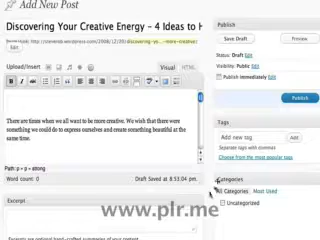 Add New Post
Discovering Your Creative Energy – 4 Ideas to H
Edit
Upload/Insert
Visual
HTML
B
I
ABC
There are times when we all want to be more creative. We wish that there were
something we could do to express ourselves and create something beautiful at the
same time.
Path: p » strong
Word count: 0
Draft Saved at 8:53:04 pm.
Excerpt
Publish
Save Draft
Preview
Status: Draft Edit
Visibility: Public Edit
Publish immediately Edit
Publish
Tags
Add new tag
Add
Separate tags with commas
Choose from the most popular tags
Categories
All Categories
Most Used
Uncategorized
www.plr.me